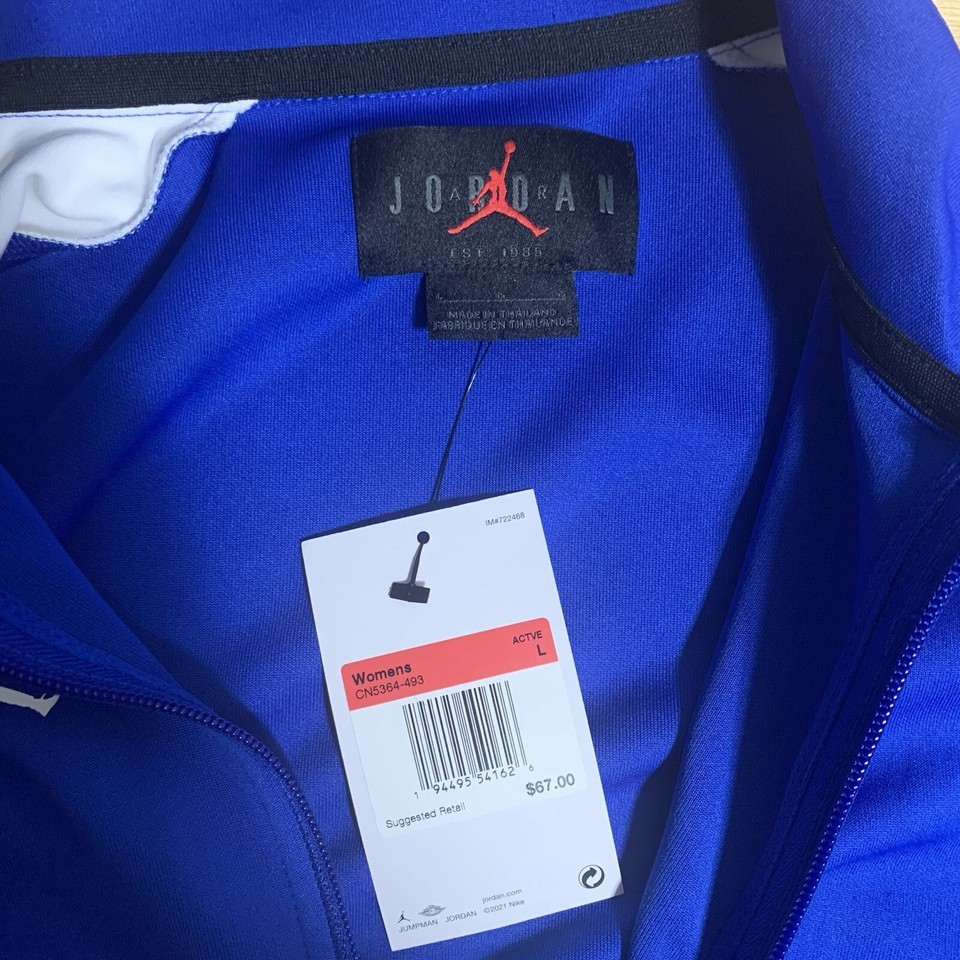 JORDAN
AIR
EST. 1985
L
MADE IN THAILAND
FABRIQUÉ EN THAÏLANDE
IM#722468
ACTVE
Womens L
CN5364-493
1 94495 54162 6
$67.00
Suggested Retail
jordan.com
JUMPMAN JORDAN ©2021 Nike